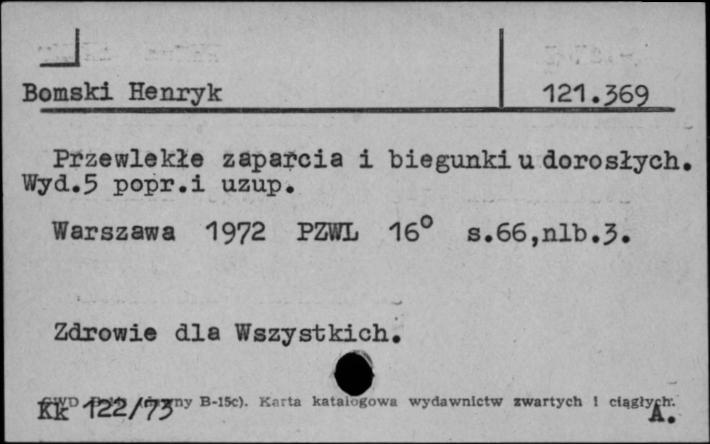 Bomski Henryk 121.369
Przewlekłe zaparcia i biegunki u dorosłych.
Wyd.5 popr.i uzup.
Warszawa 1972 PZWL 16° s.66,nlb.3.
Zdrowie dla Wszystkich.
B-15c). Karta katalogowa wydawnictw zwartych i ciągłych.
Kk 122/73 A.